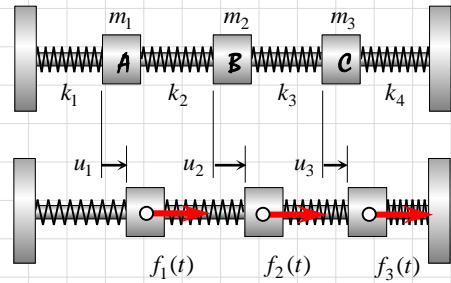 m₁ m₂ m₃
A B C
k₁ k₂ k₃ k₄
u₁ u₂ u₃
f₁(t) f₂(t) f₃(t)